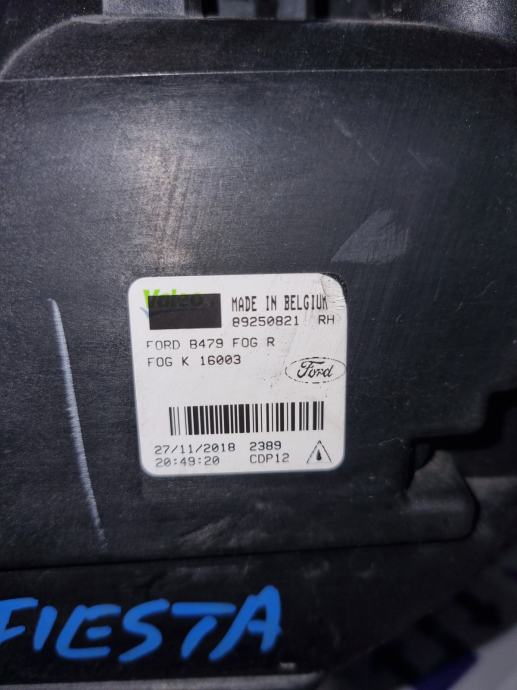 Valeo
MADE IN BELGIUM
89250821 RH
FORD B479 FOG R
FOG K 16003
Ford
27/11/2018 2389
20:49:20 CDP12
FIESTA